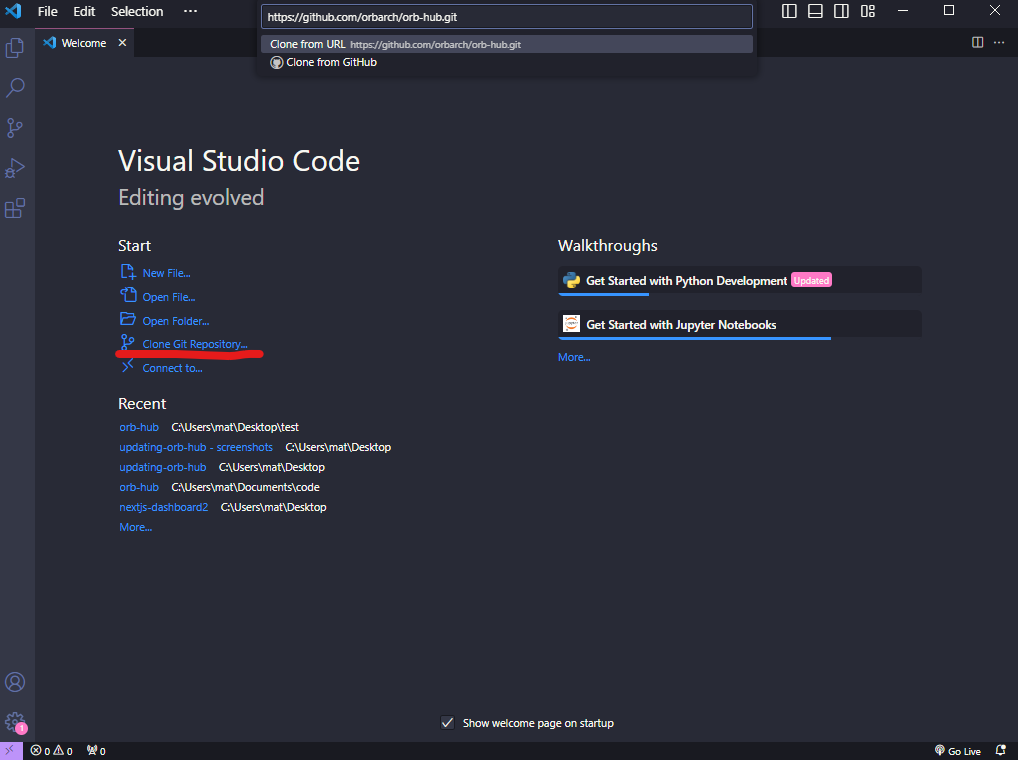 File Edit Selection ···
https://github.com/orbarch/orb-hub.git
Clone from URL https://github.com/orbarch/orb-hub.git
Clone from GitHub
Welcome
Visual Studio Code
Editing evolved
Start
New File...
Open File...
Open Folder...
Clone Git Repository...
Connect to...
Recent
orb-hub C:\Users\mat\Desktop\test
updating-orb-hub - screenshots C:\Users\mat\Desktop
updating-orb-hub C:\Users\mat\Desktop
orb-hub C:\Users\mat\Documents\code
nextjs-dashboard2 C:\Users\mat\Desktop
More...
Walkthroughs
Get Started with Python Development Updated
Get Started with Jupyter Notebooks
More...
Show welcome page on startup
1
0 0 0
Go Live